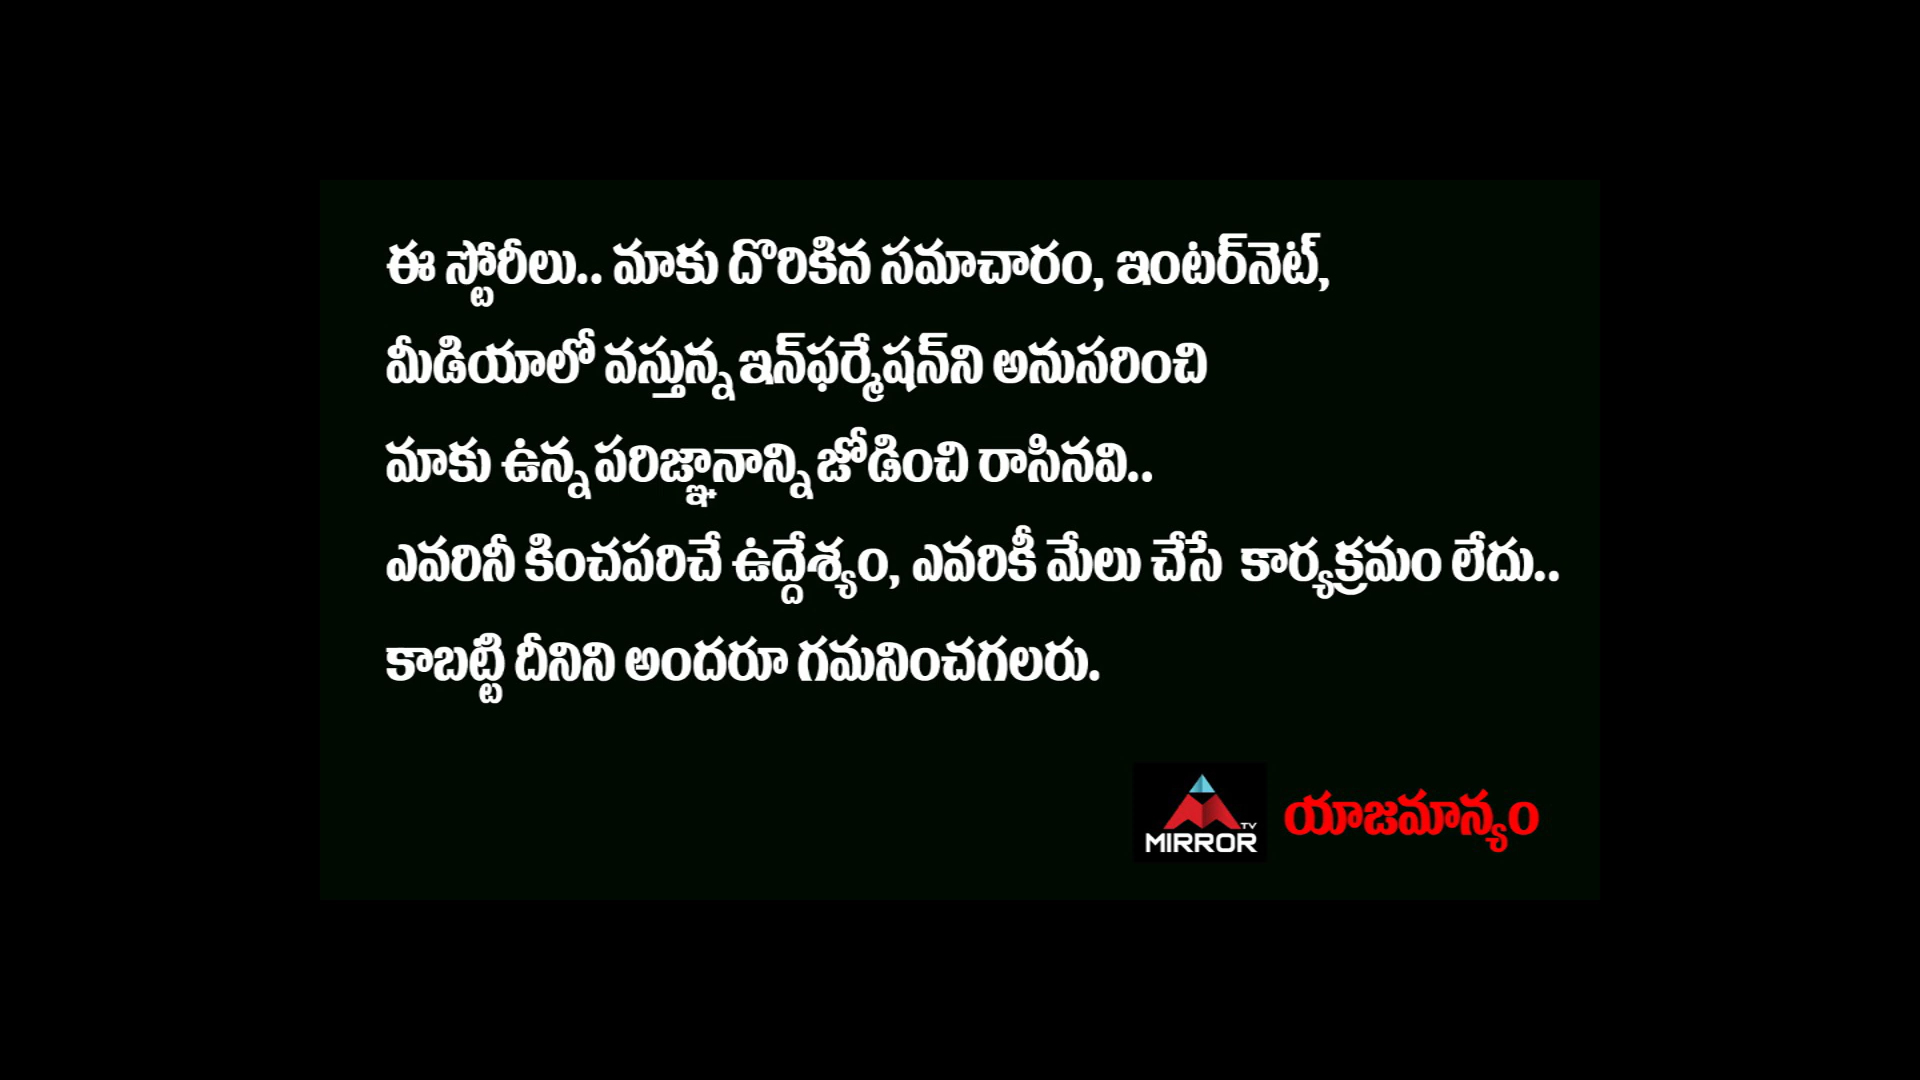 ఈ స్టోరీలు.. మాకు దొరికిన సమాచారం, ఇంటర్‌నెట్,
మీడియాలో వస్తున్న ఇన్‌ఫర్మేషన్‌ని అనుసరించి
మాకు ఉన్న పరిజ్ఞానాన్ని జోడించి రాసినవి..
ఎవరినీ కించపరిచే ఉద్దేశ్యం, ఎవరికీ మేలు చేసే కార్యక్రమం లేదు..
కాబట్టి దీనిని అందరూ గమనించగలరు.
MIRROR TV యాజమాన్యం